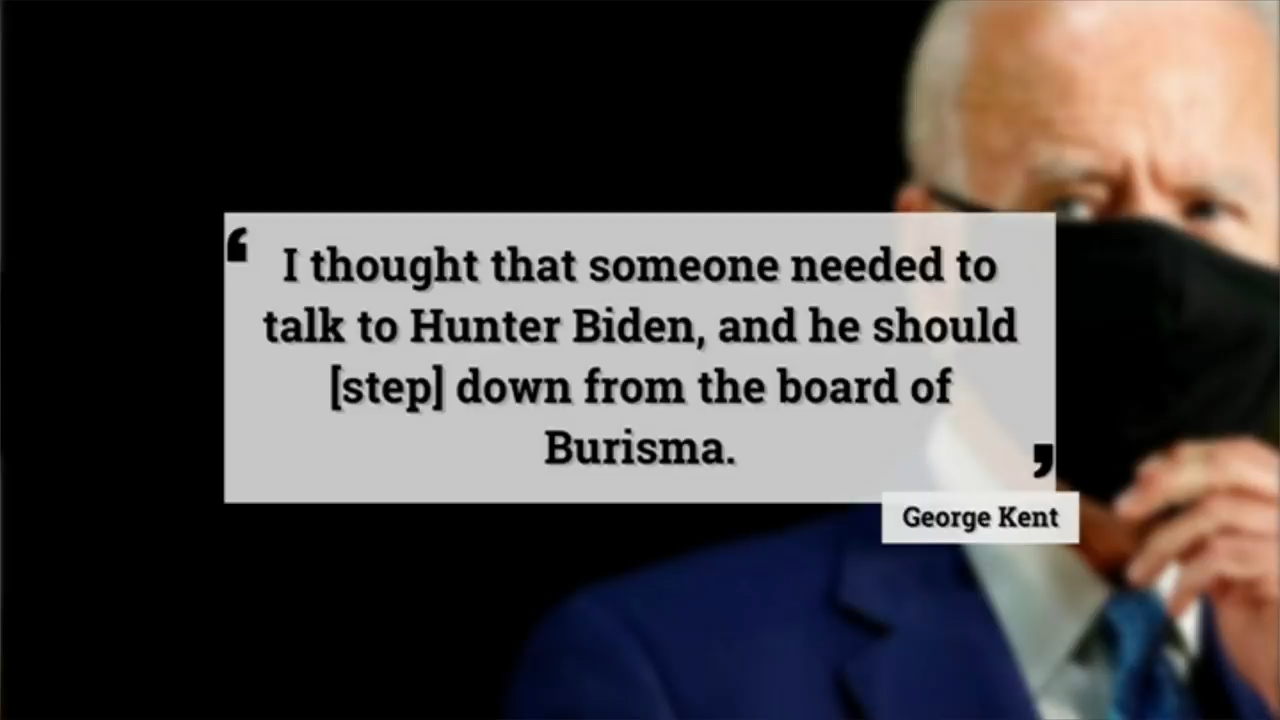 ❛ I thought that someone needed to
talk to Hunter Biden, and he should
[step] down from the board of
Burisma. ❜
George Kent